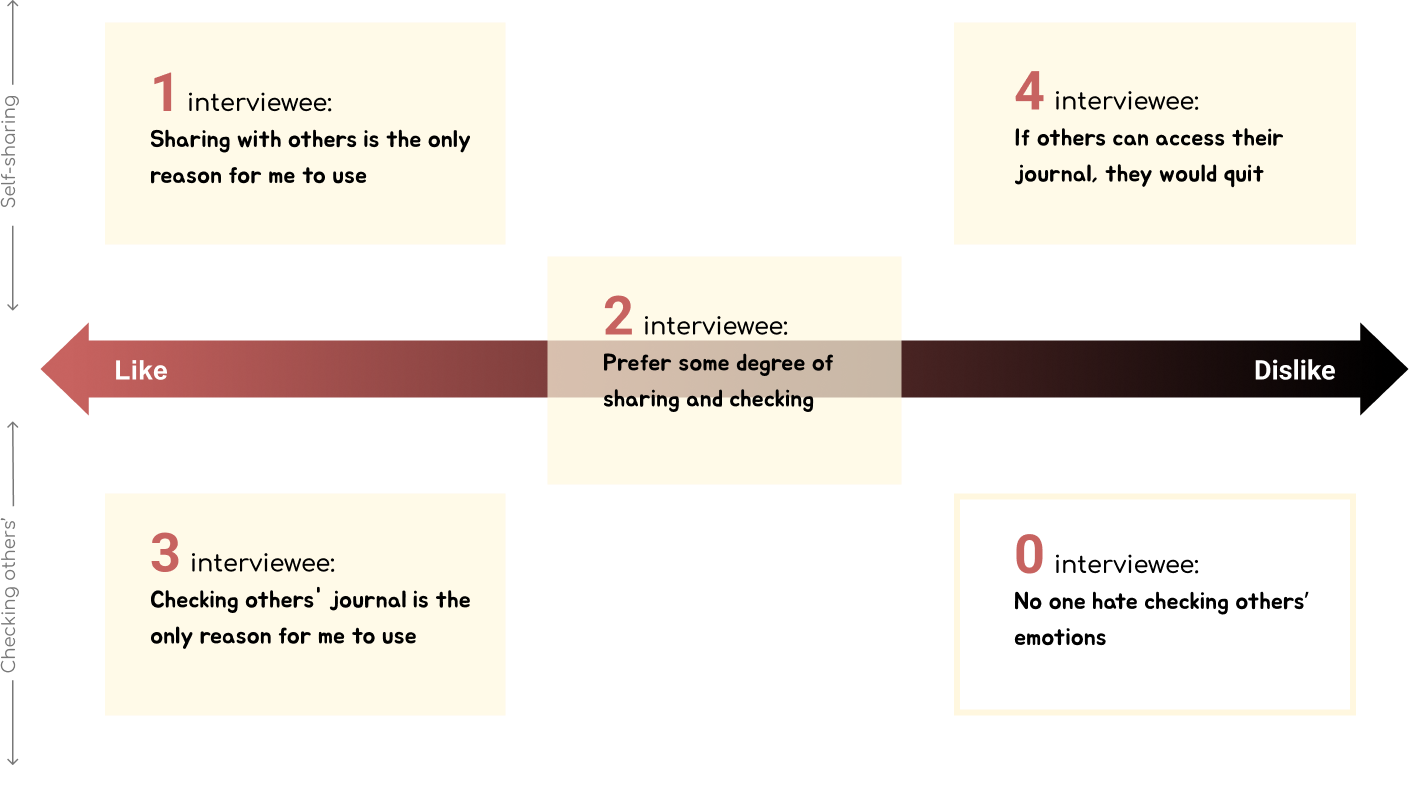 Self-sharing
1 interviewee:
Sharing with others is the only
reason for me to use
4 interviewee:
If others can access their
journal, they would quit
2 interviewee:
Prefer some degree of
sharing and checking
Like
Dislike
Checking others’
3 interviewee:
Checking others' journal is the
only reason for me to use
0 interviewee:
No one hate checking others’
emotions